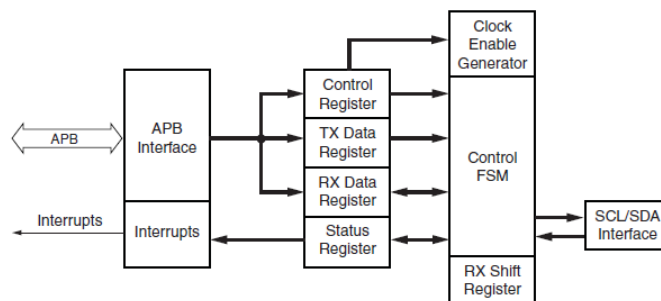 APB
Interrupts
APB
Interface
Interrupts
Control
Register
TX Data
Register
RX Data
Register
Status
Register
Clock
Enable
Generator
Control
FSM
RX Shift
Register
SCL/SDA
Interface